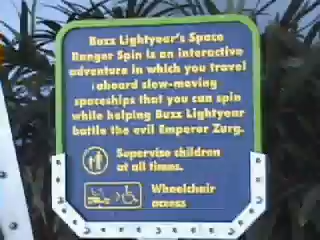 Buzz Lightyear's Space
Ranger Spin is an interactive
adventure in which you travel
aboard slow-moving
spaceships that you can spin
while helping Buzz Lightyear
battle the evil Emperor Zurg.
Supervise children
at all times.
Wheelchair
access